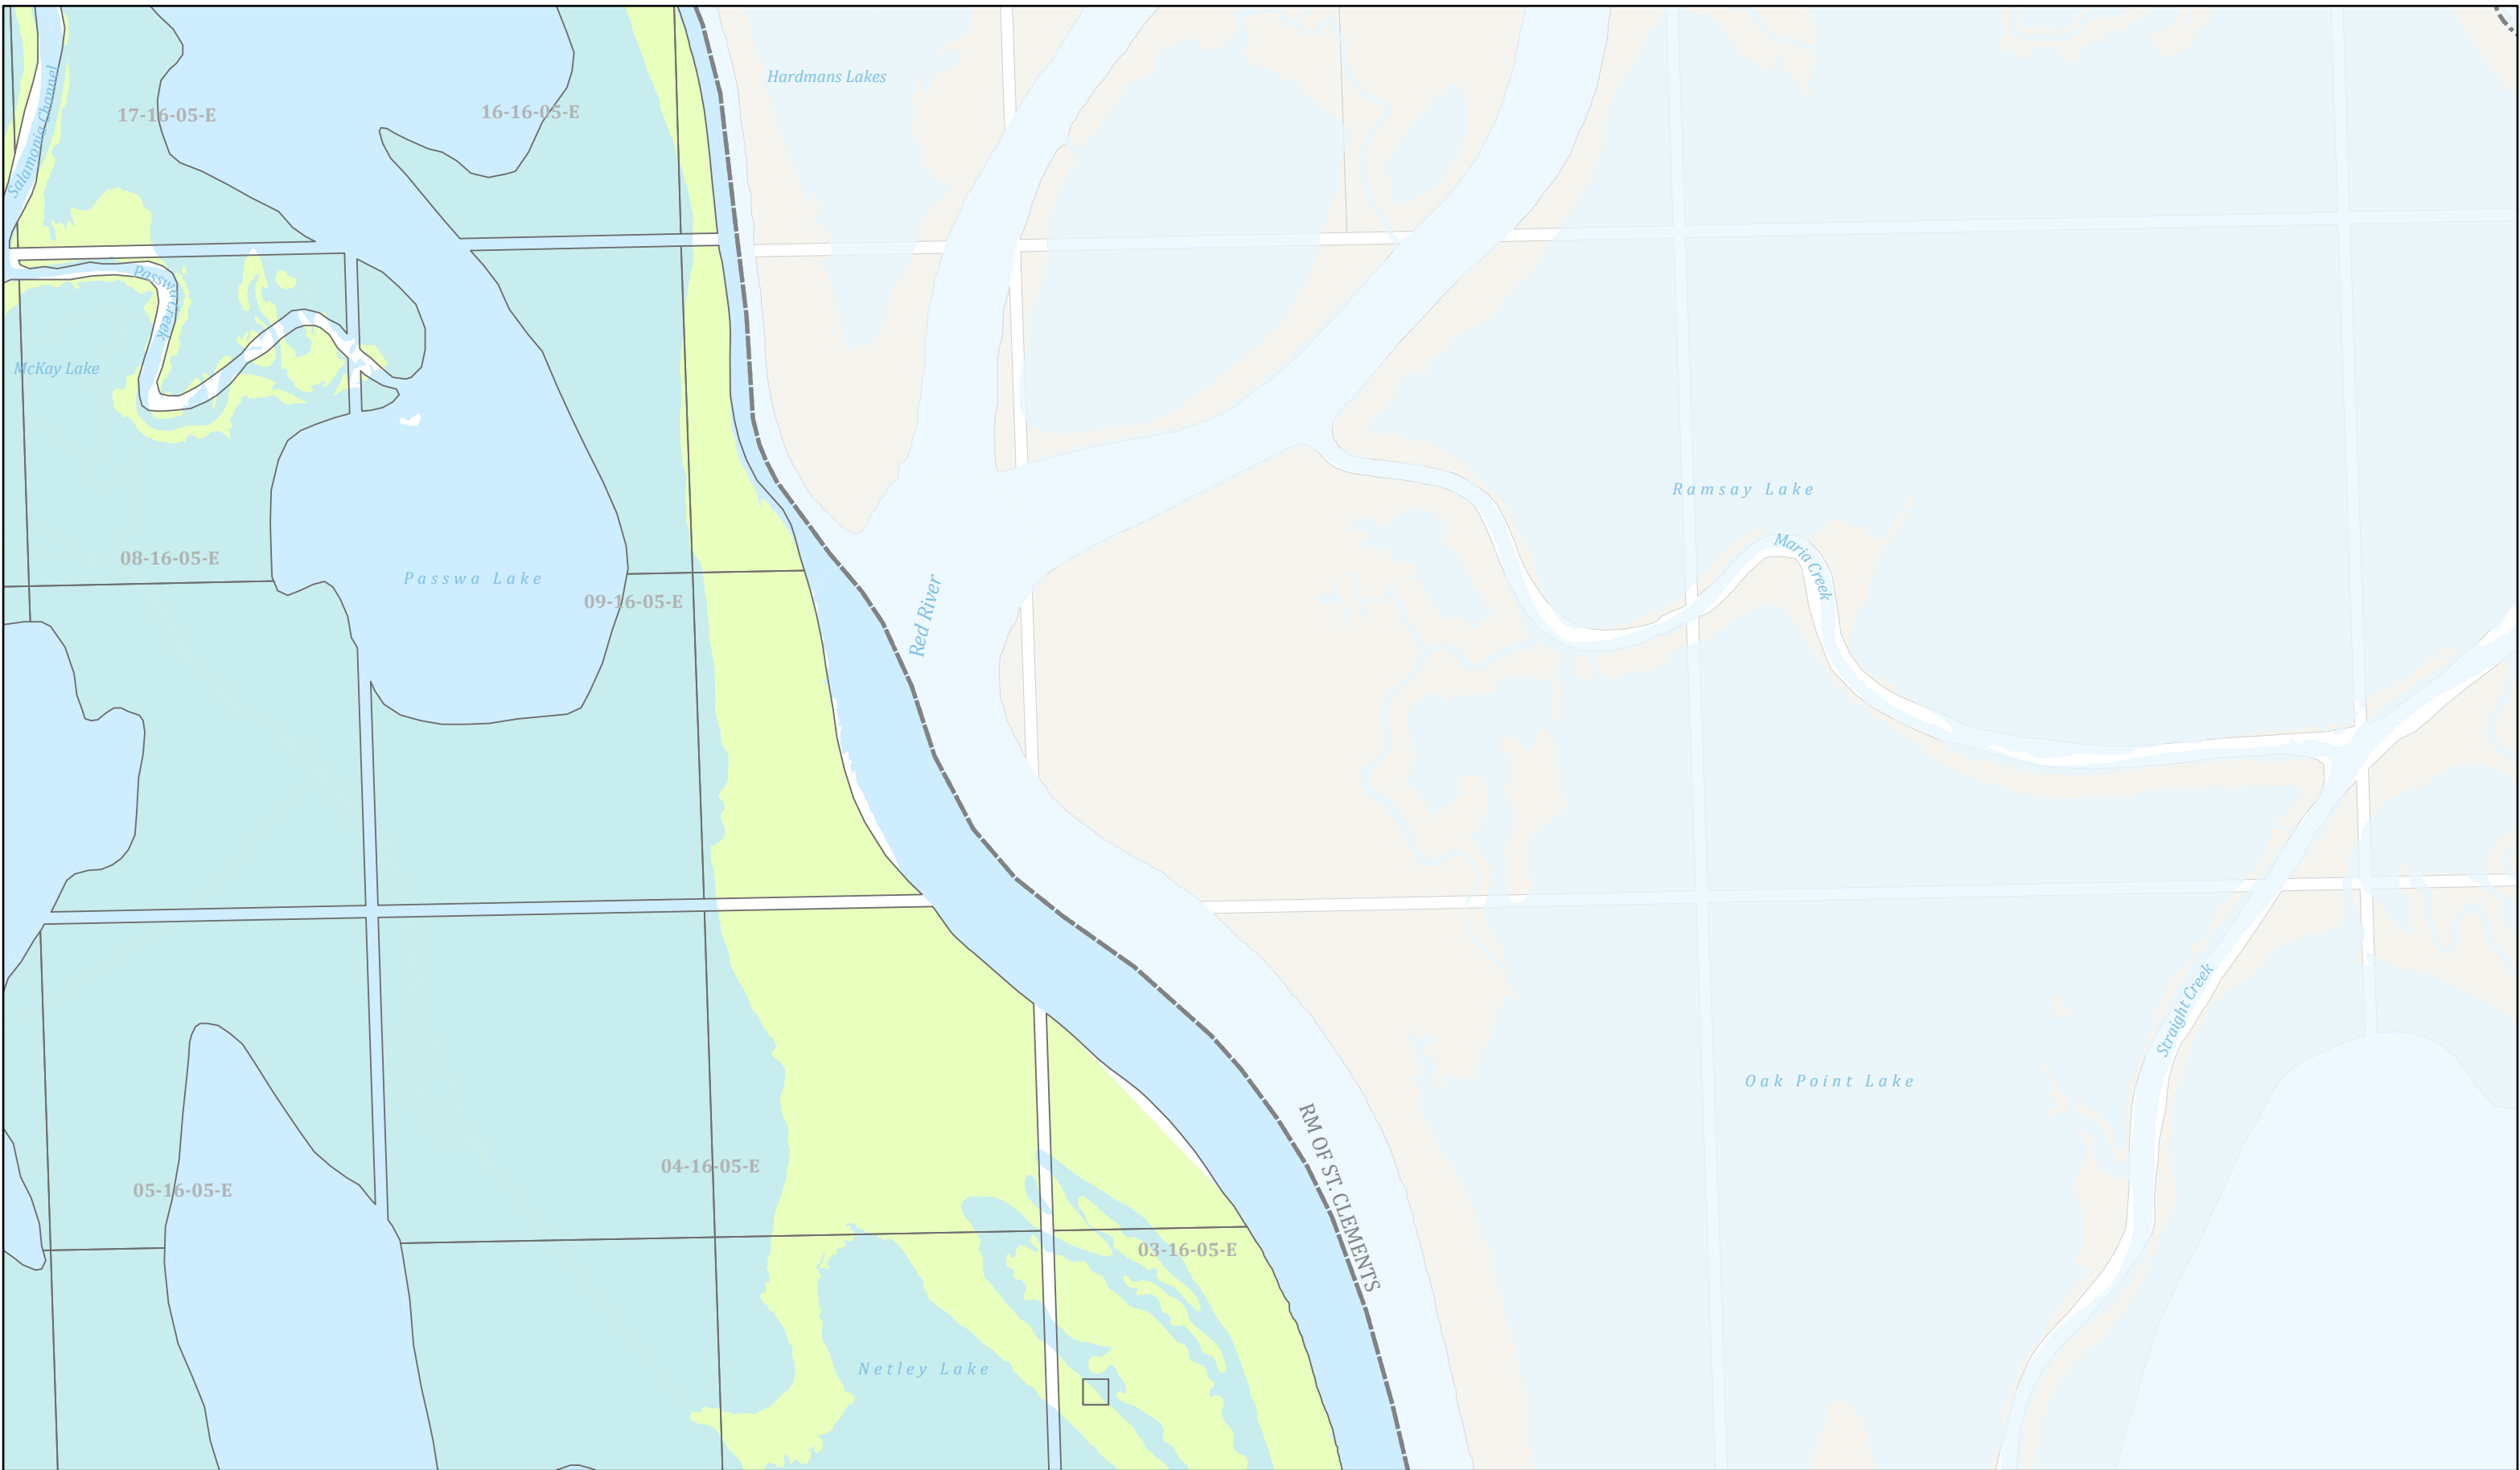 Hardmans Lakes
17-16-05-E
16-16-05-E
Salamonia Channel
Passwa Creek
McKay Lake
Ramsay Lake
Maria Creek
08-16-05-E
Passwa Lake
09-16-05-E
Red River
Straight Creek
Oak Point Lake
04-16-05-E
05-16-05-E
RM OF ST. CLEMENTS
03-16-05-E
Netley Lake